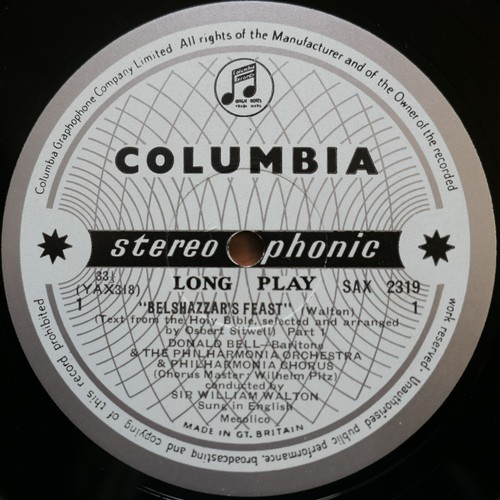 Columbia Graphophone Company Limited All rights of the Manufacturer and of the Owner of the recorded
work reserved Unauthorised public performance, broadcasting and copying of this record prohibited
COLUMBIA
stereophonic
33⅓ LONG PLAY SAX 2319
(YAX318)
1 "BELSHAZZAR'S FEAST" (Walton) 1
(Text from the Holy Bible, selected and arranged
by Osbert Sitwell) Part 1
DONALD BELL—Baritone
& THE PHILHARMONIA ORCHESTRA
& PHILHARMONIA CHORUS
(Chorus Master: Wilhelm Pitz)
conducted by
SIR WILLIAM WALTON
Sung in English
Mecolico
MADE IN GT. BRITAIN